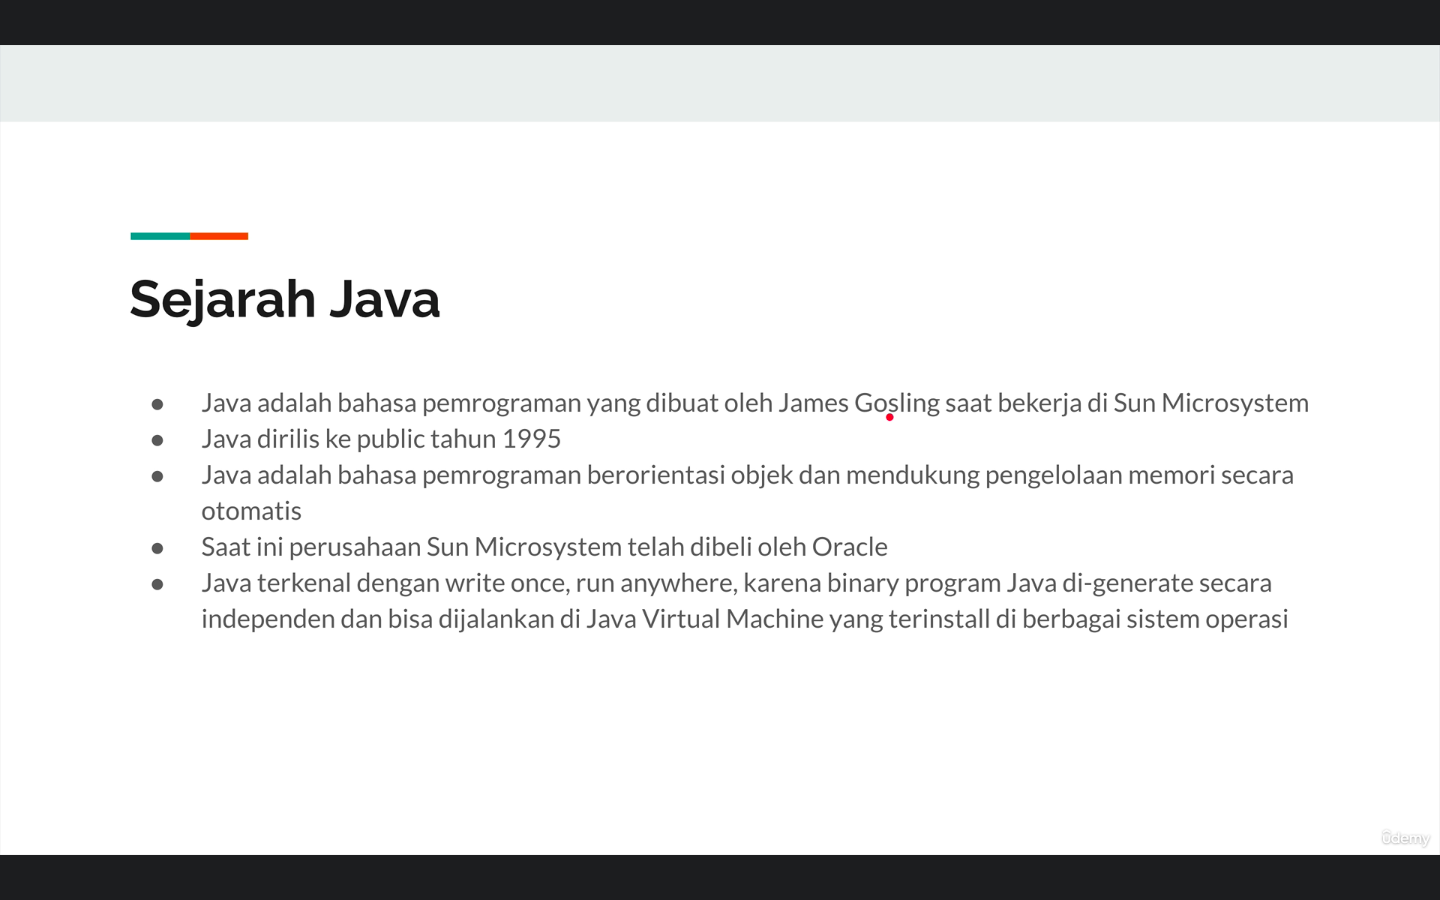 Sejarah Java
● Java adalah bahasa pemrograman yang dibuat oleh James Gosling saat bekerja di Sun Microsystem
● Java dirilis ke public tahun 1995
● Java adalah bahasa pemrograman berorientasi objek dan mendukung pengelolaan memori secara
otomatis
● Saat ini perusahaan Sun Microsystem telah dibeli oleh Oracle
● Java terkenal dengan write once, run anywhere, karena binary program Java di-generate secara
independen dan bisa dijalankan di Java Virtual Machine yang terinstall di berbagai sistem operasi
ûdemy